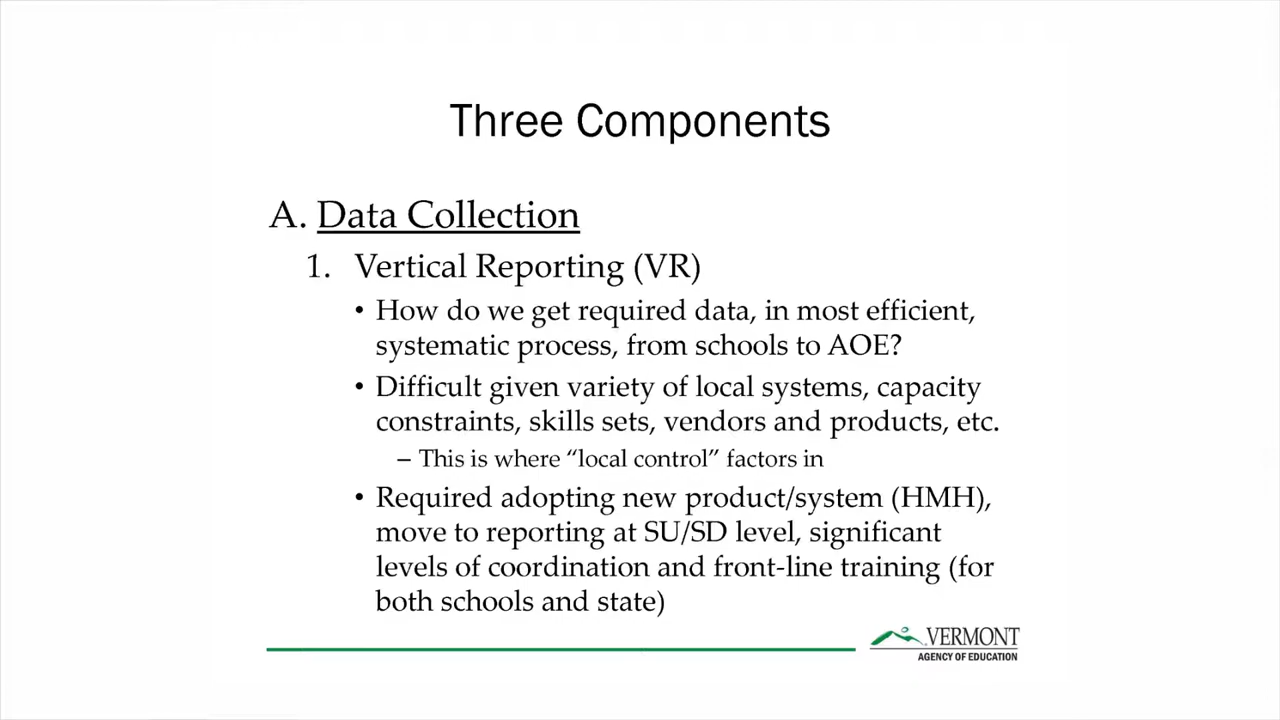 Three Components
A. Data Collection
1. Vertical Reporting (VR)
• How do we get required data, in most efficient,
systematic process, from schools to AOE?
• Difficult given variety of local systems, capacity
constraints, skills sets, vendors and products, etc.
– This is where “local control” factors in
• Required adopting new product/system (HMH),
move to reporting at SU/SD level, significant
levels of coordination and front-line training (for
both schools and state)
VERMONT
AGENCY OF EDUCATION